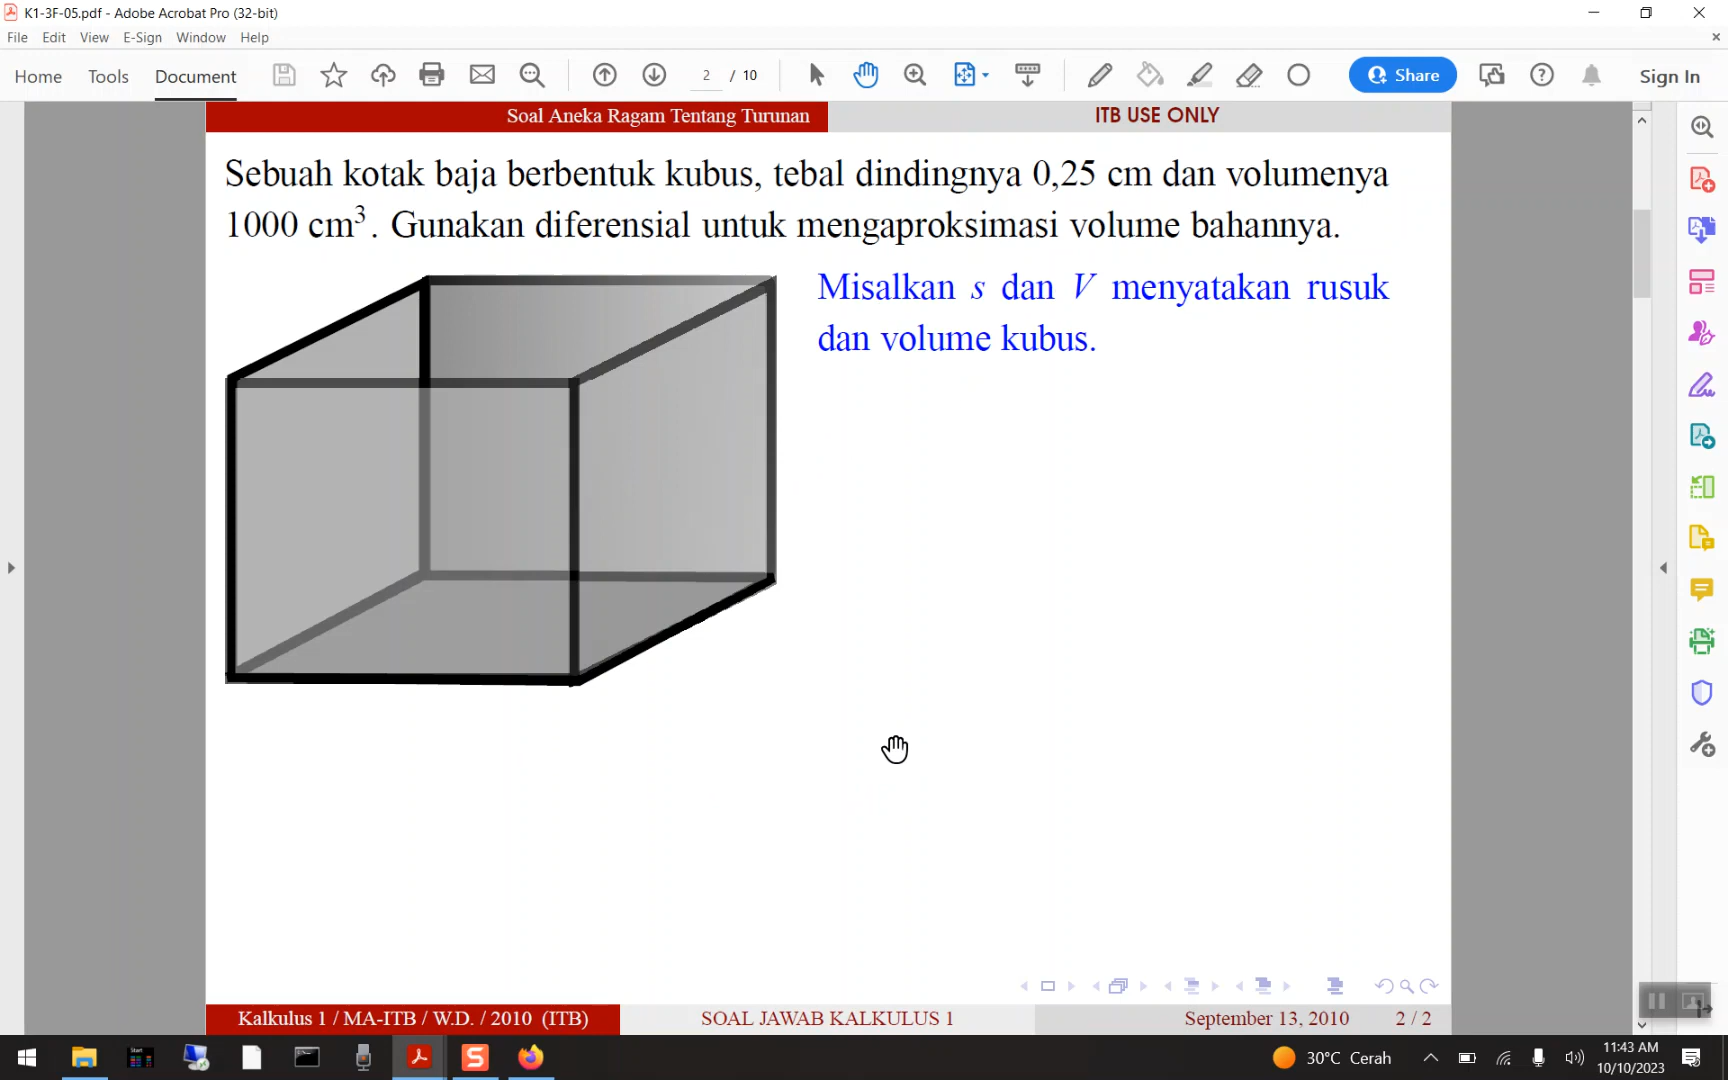 K1-3F-05.pdf - Adobe Acrobat Pro (32-bit)
File Edit View E-Sign Window Help
Home Tools Document 2 / 10 Share Sign In
Soal Aneka Ragam Tentang Turunan ITB USE ONLY
Sebuah kotak baja berbentuk kubus, tebal dindingnya 0,25 cm dan volumenya
1000 cm³. Gunakan diferensial untuk mengaproksimasi volume bahannya.
Misalkan s dan V menyatakan rusuk
dan volume kubus.
Kalkulus 1 / MA-ITB / W.D. / 2010 (ITB) SOAL JAWAB KALKULUS 1 September 13, 2010 2 / 2
30°C Cerah 11:43 AM
10/10/2023